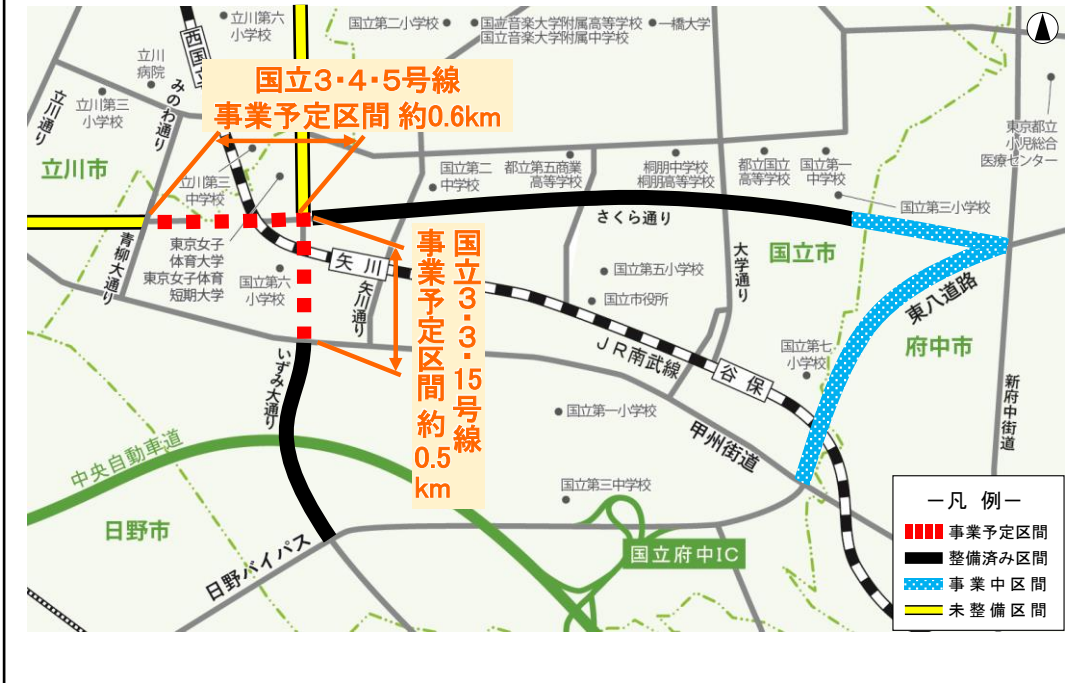 立川第六
小学校
国立第二小学校
国立音楽大学附属高等学校
国立音楽大学附属中学校
一橋大学
西国立
立川
病院
みのわ通り
立川通り
立川第三
小学校
国立3・4・5号線
事業予定区間 約0.6km
東京都立
小児総合
医療センター
立川市
立川第三
中学校
国立第二
中学校
都立第五商業
高等学校
桐朋中学校
桐朋高等学校
都立国立
高等学校
国立第一
中学校
国立第三小学校
さくら通り
青柳大通り
東京女子
体育大学
東京女子体育
短期大学
国立第六
小学校
矢川
矢川通り
国立3・3・15号線
事業予定区間 約0.5km
大学通り
国立市
国立第五小学校
国立市役所
東八道路
府中市
いずみ大通り
JR南武線
谷保
国立第七
小学校
新府中街道
国立第一小学校
甲州街道
中央自動車道
国立第三中学校
日野市
日野バイパス
国立府中IC
－凡 例－
事業予定区間
整備済み区間
事業中区間
未整備区間